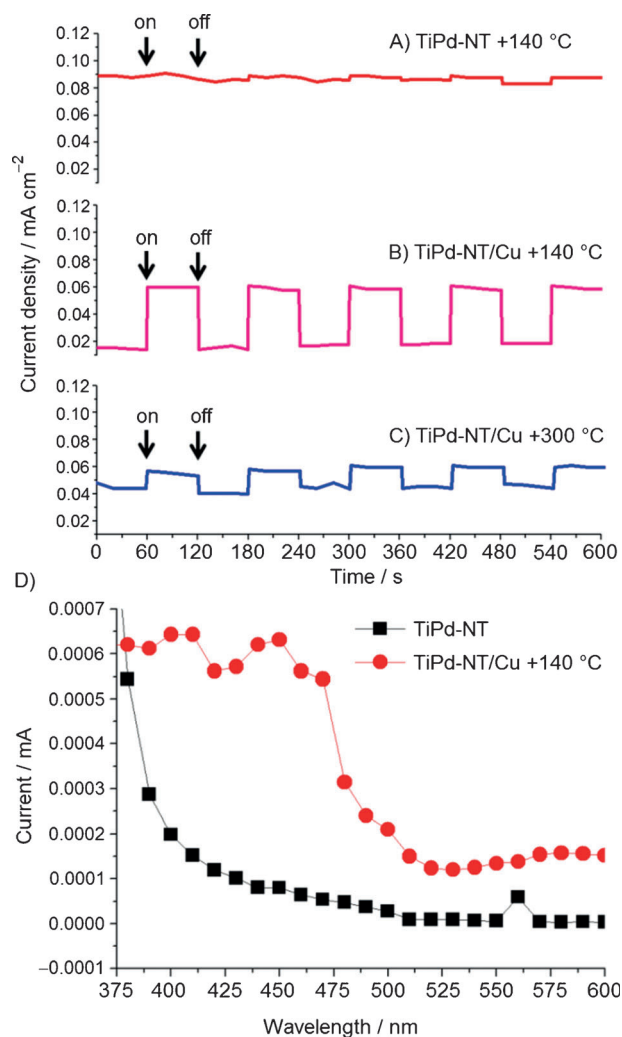 on off
A) TiPd-NT +140 °C
0.12
0.10
0.08
0.06
0.04
0.02
on off
B) TiPd-NT/Cu +140 °C
0.12
0.10
0.08
0.06
0.04
0.02
on off
C) TiPd-NT/Cu +300 °C
0.12
0.10
0.08
0.06
0.04
0.02
Current density / mA cm⁻²
0 60 120 180 240 300 360 420 480 540 600
Time / s
D)
TiPd-NT
TiPd-NT/Cu +140 °C
0.0007
0.0006
0.0005
0.0004
0.0003
0.0002
0.0001
0.0000
−0.0001
Current / mA
375 400 425 450 475 500 525 550 575 600
Wavelength / nm